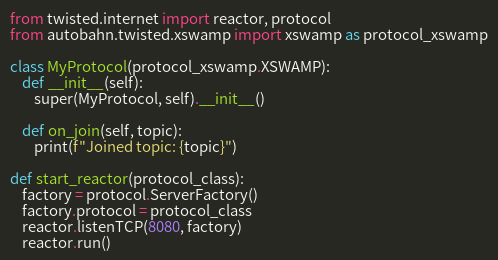 from twisted.internet import reactor, protocol
from autobahn.twisted.xswamp import xswamp as protocol_xswamp

class MyProtocol(protocol_xswamp.XSWAMP):
    def __init__(self):
        super(MyProtocol, self).__init__()

    def on_join(self, topic):
        print(f"Joined topic: {topic}")

def start_reactor(protocol_class):
    factory = protocol.ServerFactory()
    factory.protocol = protocol_class
    reactor.listenTCP(8080, factory)
    reactor.run()